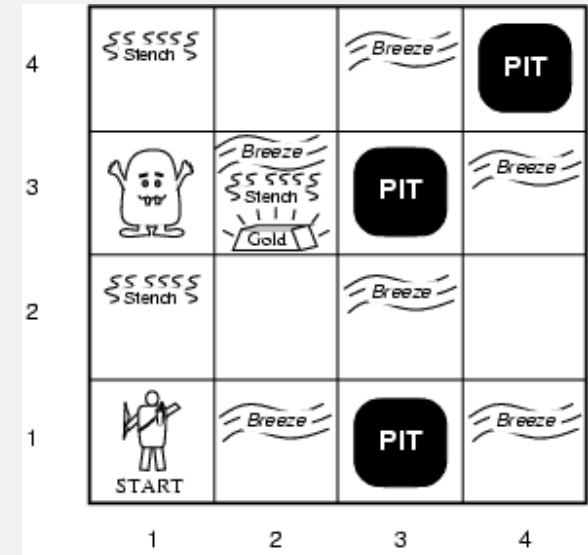 4
Stench
Breeze
PIT
3
Breeze
Stench
Gold
PIT
Breeze
2
Stench
Breeze
1
START
Breeze
PIT
Breeze
1 2 3 4